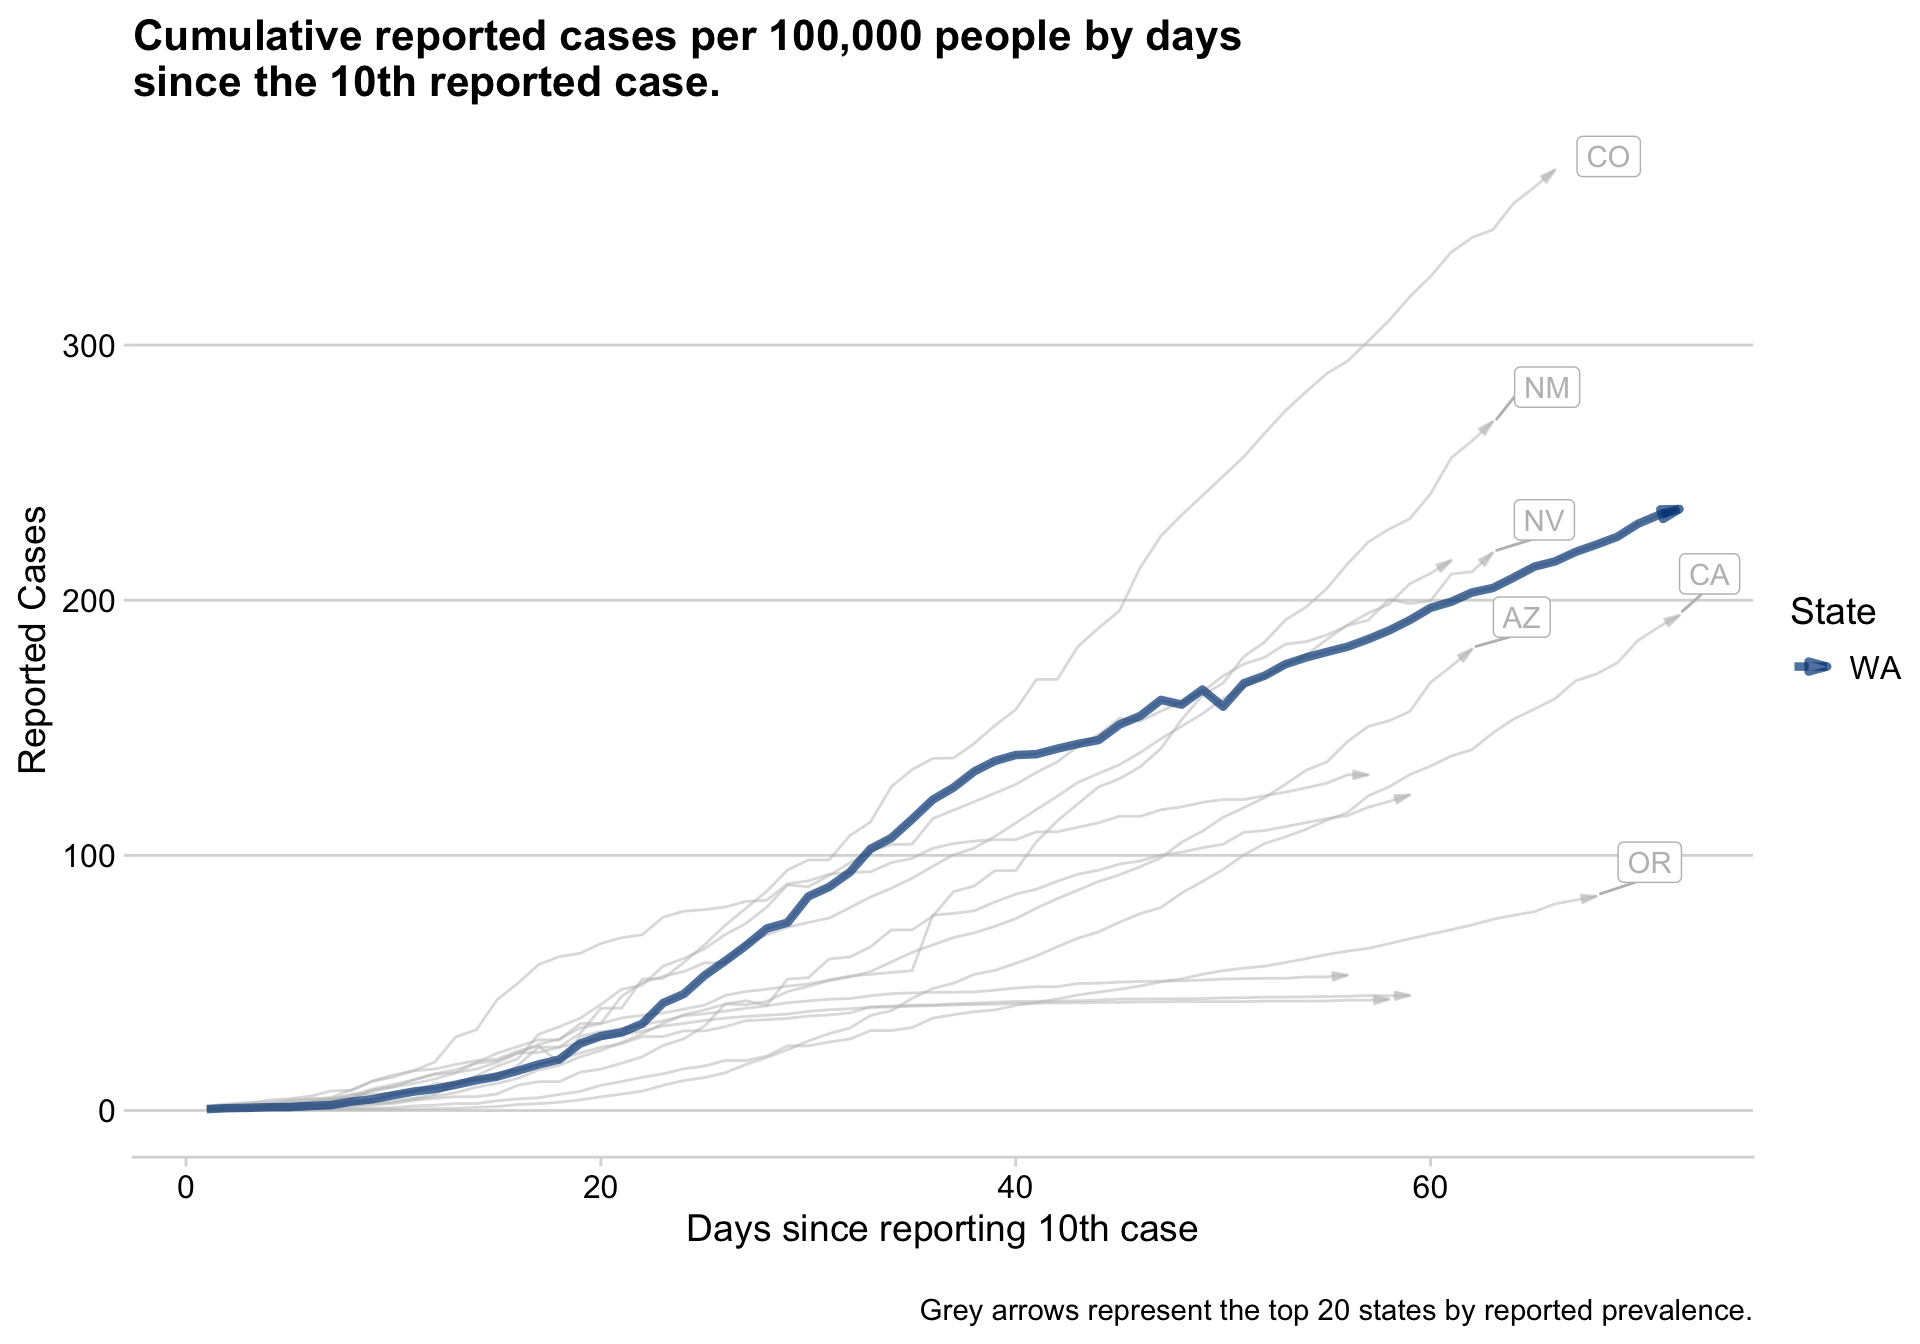 Cumulative reported cases per 100,000 people by days
since the 10th reported case.
CO
300
NM
NV
CA
200
AZ
State
WA
Reported Cases
100
OR
0
0 20 40 60
Days since reporting 10th case
Grey arrows represent the top 20 states by reported prevalence.